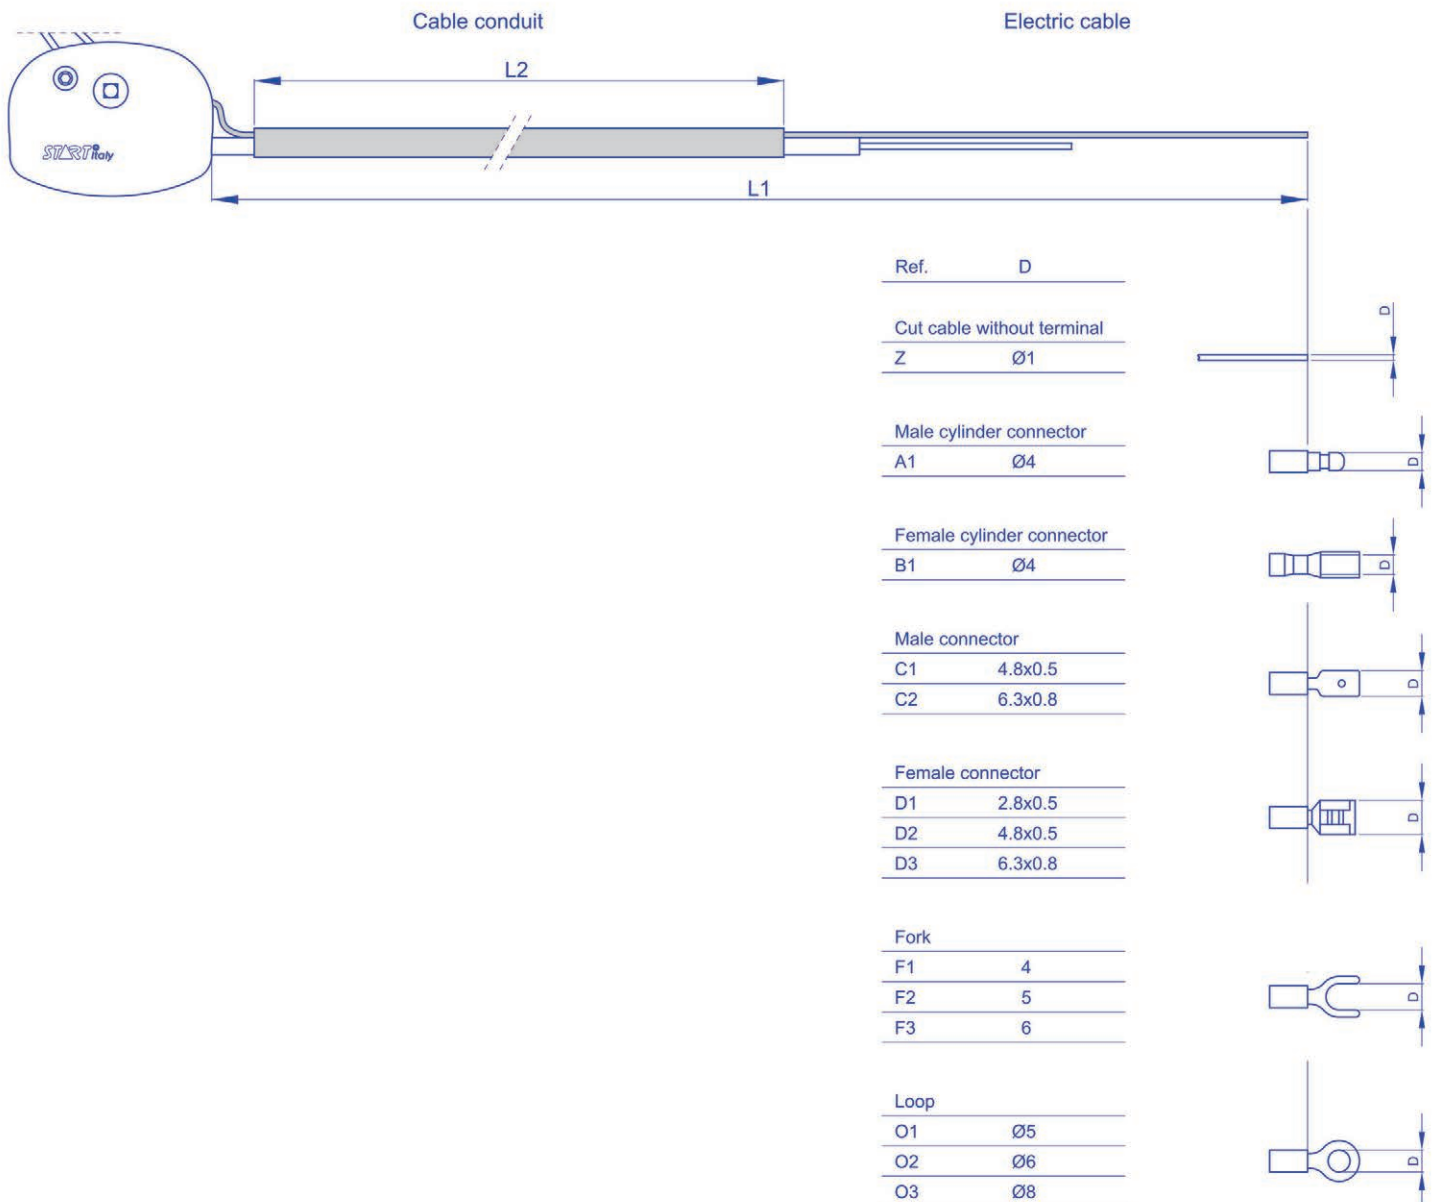 Cable conduit Electric cable
L2
START italy
L1
Ref. D
D
Cut cable without terminal
Z Ø1
Male cylinder connector
A1 Ø4
D
Female cylinder connector
B1 Ø4
D
Male connector
C1 4.8x0.5
D
C2 6.3x0.8
Female connector
D1 2.8x0.5
D
D2 4.8x0.5
D3 6.3x0.8
Fork
F1 4
F2 5
D
F3 6
Loop
O1 Ø5
O2 Ø6
D
O3 Ø8